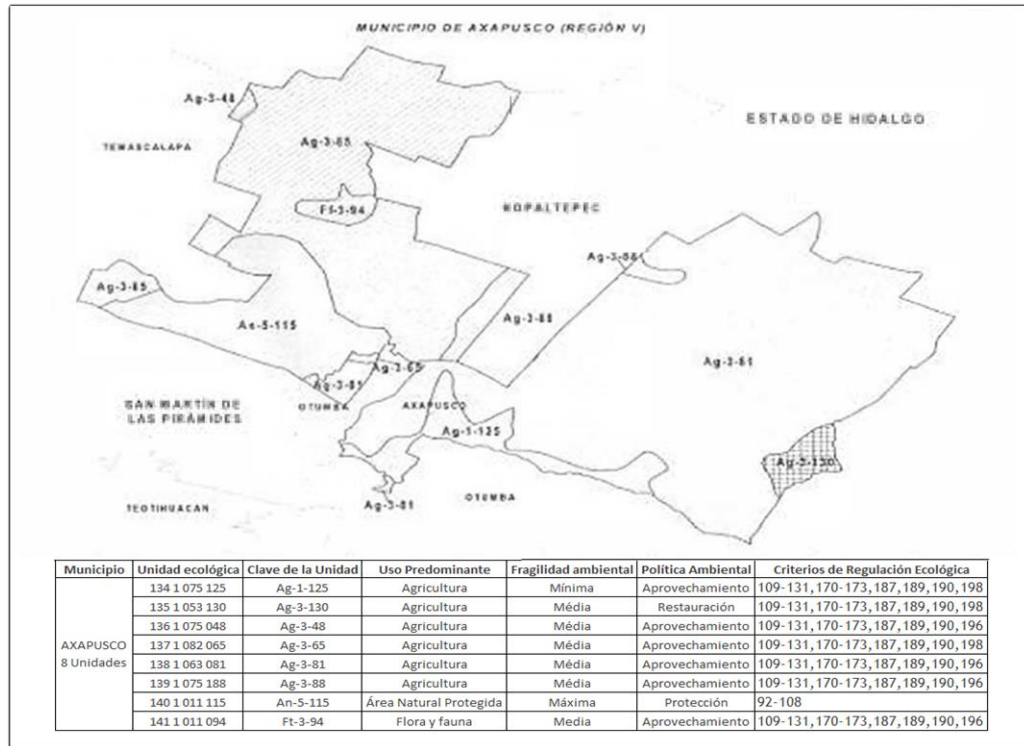 MUNICIPIO DE AXAPUSCO (REGIÓN V)
Ag-3-48
ESTADO DE HIDALGO
TEMASCALAPA
Ag-3-65
NOPALTEPEC
Ft-3-94
Ag-3-88
Ag-3-65
Ag-3-88
An-5-115
Ag-3-81
Ag-3-65
Ag-3-81
SAN MARTÍN DE
LAS PIRÁMIDES
OTUMBA
AXAPUSCO
Ag-1-125
Ag-3-130
TEOTIHUACAN
Ag-3-81
OTUMBA
Municipio Unidad ecológica Clave de la Unidad Uso Predominante Fragilidad ambiental Política Ambiental Criterios de Regulación Ecológica
134 1 075 125 Ag-1-125 Agricultura Mínima Aprovechamiento 109-131,170-173,187,189,190,198
135 1 053 130 Ag-3-130 Agricultura Média Restauración 109-131,170-173,187,189,190,198
136 1 075 048 Ag-3-48 Agricultura Média Aprovechamiento 109-131,170-173,187,189,190,196
AXAPUSCO 137 1 082 065 Ag-3-65 Agricultura Média Aprovechamiento 109-131,170-173,187,189,190,198
8 Unidades 138 1 063 081 Ag-3-81 Agricultura Média Aprovechamiento 109-131,170-173,187,189,190,196
139 1 075 188 Ag-3-88 Agricultura Média Aprovechamiento 109-131,170-173,187,189,190,196
140 1 011 115 An-5-115 Área Natural Protegida Máxima Protección 92-108
141 1 011 094 Ft-3-94 Flora y fauna Media Aprovechamiento 109-131,170-173,187,189,190,196